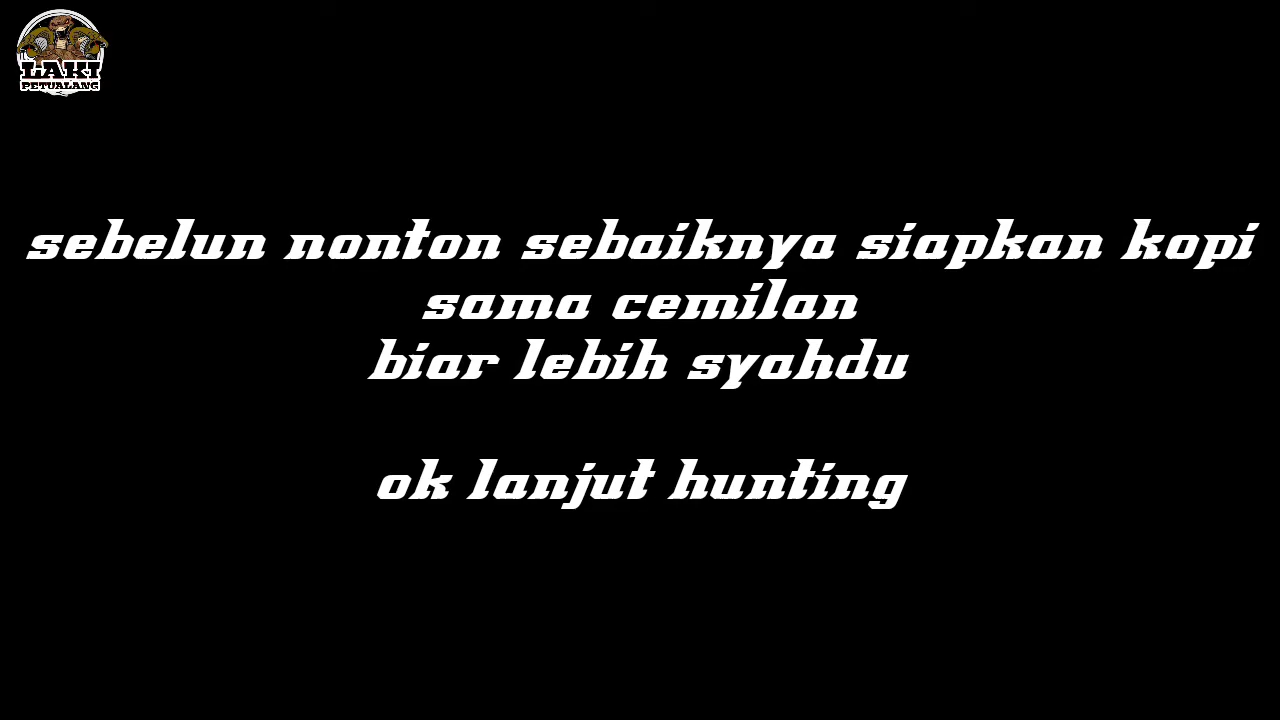 LAKI
PETUALANG
sebelun nonton sebaiknya siapkan kopi
sama cemilan
biar lebih syahdu
ok lanjut hunting